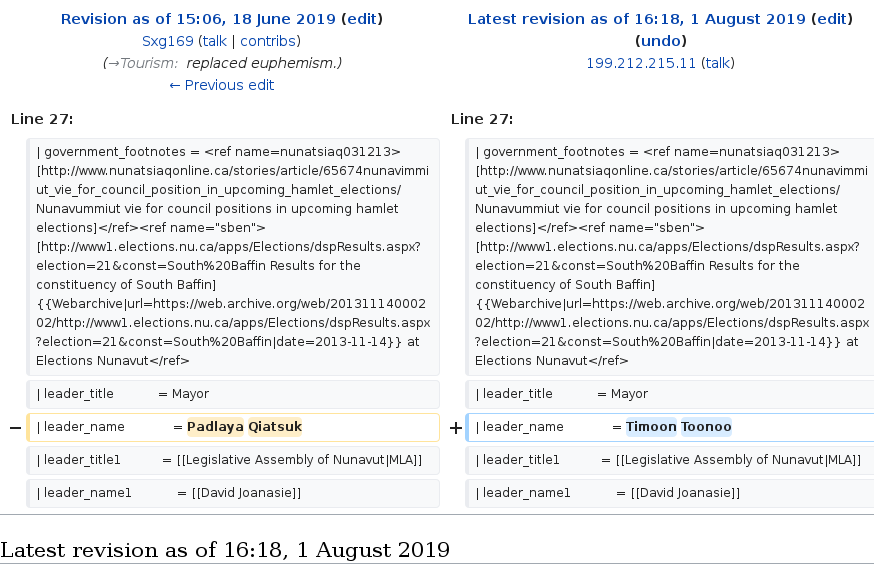 Revision as of 15:06, 18 June 2019 (edit)
Sxg169 (talk | contribs)
(→Tourism: replaced euphemism.)
← Previous edit
Latest revision as of 16:18, 1 August 2019 (edit)
(undo)
199.212.215.11 (talk)
Line 27:
| government_footnotes = <ref name=nunatsiaq031213>
[http://www.nunatsiaqonline.ca/stories/article/65674nunavimmi
ut_vie_for_council_position_in_upcoming_hamlet_elections/
Nunavummiut vie for council positions in upcoming hamlet
elections]</ref><ref name="sben">
[http://www1.elections.nu.ca/apps/Elections/dspResults.aspx?
election=21&const=South%20Baffin Results for the
constituency of South Baffin]
{{Webarchive|url=https://web.archive.org/web/201311140002
02/http://www1.elections.nu.ca/apps/Elections/dspResults.aspx
?election=21&const=South%20Baffin|date=2013-11-14}} at
Elections Nunavut</ref>
| leader_title = Mayor
− | leader_name = Padlaya Qiatsuk
| leader_title1 = [[Legislative Assembly of Nunavut|MLA]]
| leader_name1 = [[David Joanasie]]
Line 27:
| government_footnotes = <ref name=nunatsiaq031213>
[http://www.nunatsiaqonline.ca/stories/article/65674nunavimmi
ut_vie_for_council_position_in_upcoming_hamlet_elections/
Nunavummiut vie for council positions in upcoming hamlet
elections]</ref><ref name="sben">
[http://www1.elections.nu.ca/apps/Elections/dspResults.aspx?
election=21&const=South%20Baffin Results for the
constituency of South Baffin]
{{Webarchive|url=https://web.archive.org/web/201311140002
02/http://www1.elections.nu.ca/apps/Elections/dspResults.aspx
?election=21&const=South%20Baffin|date=2013-11-14}} at
Elections Nunavut</ref>
| leader_title = Mayor
+ | leader_name = Timoon Toonoo
| leader_title1 = [[Legislative Assembly of Nunavut|MLA]]
| leader_name1 = [[David Joanasie]]
Latest revision as of 16:18, 1 August 2019